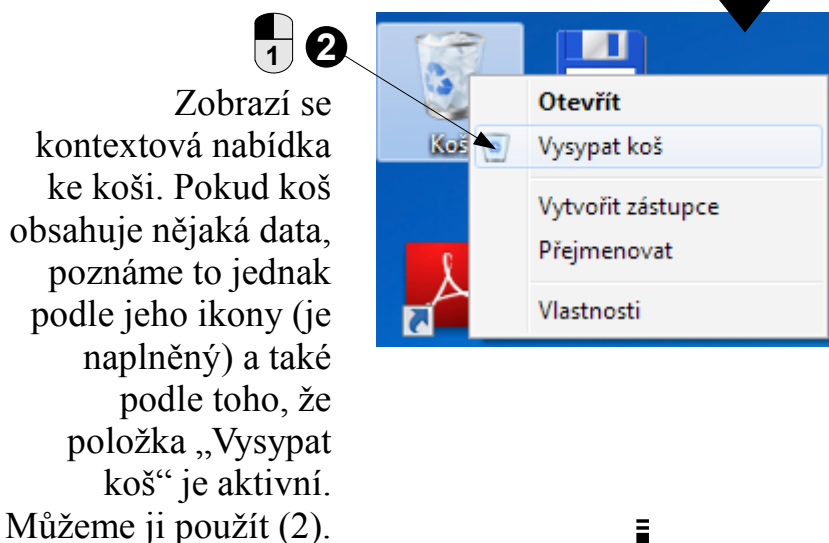 1 2
Zobrazí se
kontextová nabídka
ke koši. Pokud koš
obsahuje nějaká data,
poznáme to jednak
podle jeho ikony (je
naplněný) a také
podle toho, že
položka „Vysypat
koš“ je aktivní.
Můžeme ji použít (2).
Koš
Otevřít
Vysypat koš
Vytvořit zástupce
Přejmenovat
Vlastnosti